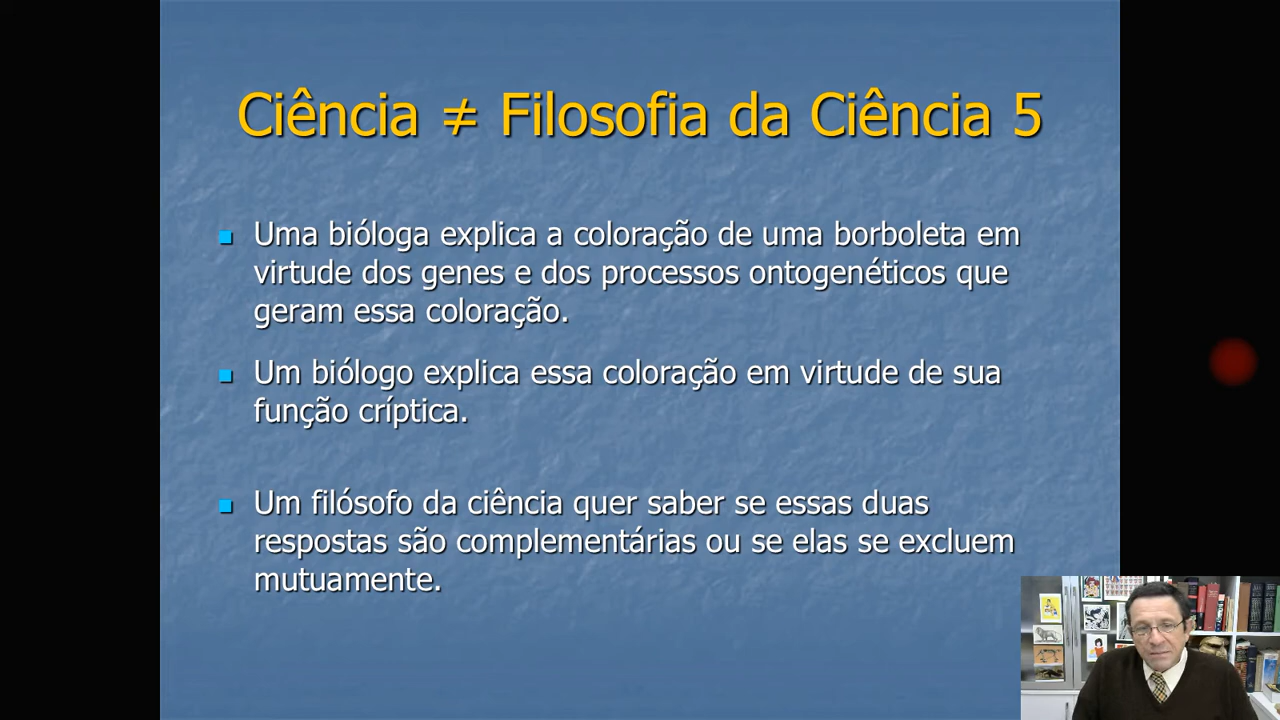 Ciência ≠ Filosofia da Ciência 5
Uma bióloga explica a coloração de uma borboleta em
virtude dos genes e dos processos ontogenéticos que
geram essa coloração.
Um biólogo explica essa coloração em virtude de sua
função críptica.
Um filósofo da ciência quer saber se essas duas
respostas são complementárias ou se elas se excluem
mutuamente.